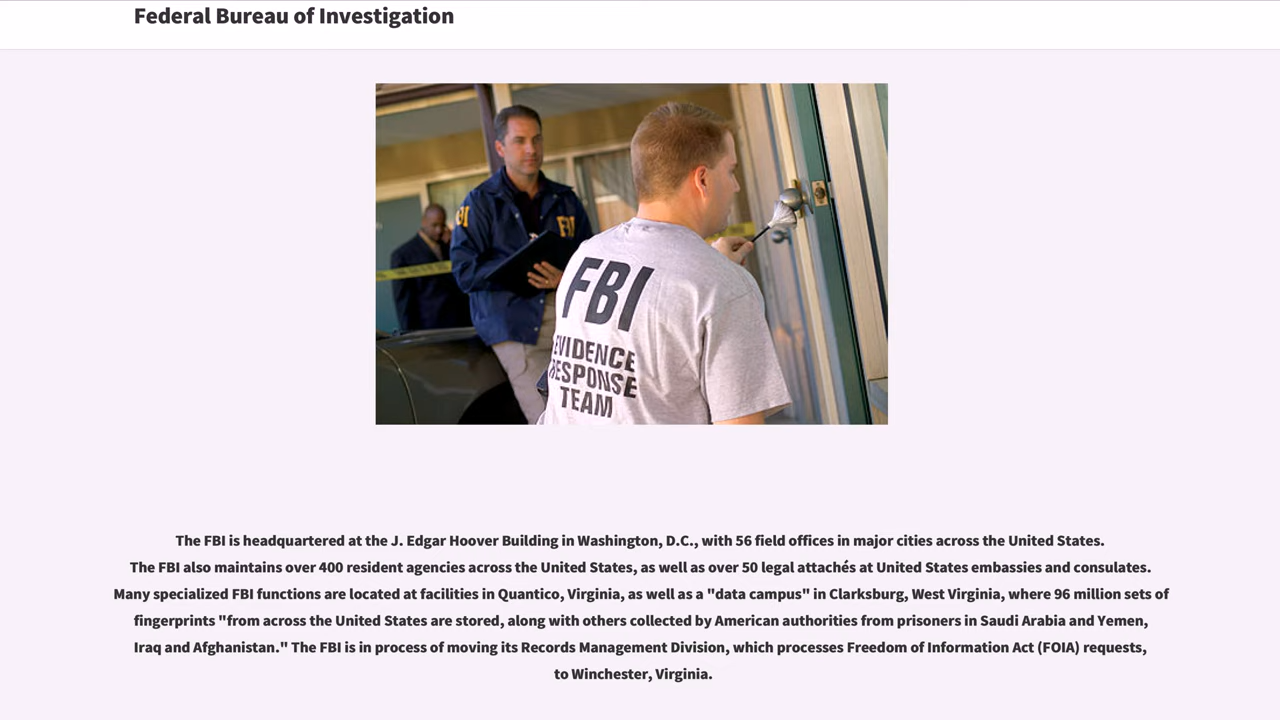 Federal Bureau of Investigation
BI
FBI
FBI
EVIDENCE
RESPONSE
TEAM
The FBI is headquartered at the J. Edgar Hoover Building in Washington, D.C., with 56 field offices in major cities across the United States.
The FBI also maintains over 400 resident agencies across the United States, as well as over 50 legal attachés at United States embassies and consulates.
Many specialized FBI functions are located at facilities in Quantico, Virginia, as well as a "data campus" in Clarksburg, West Virginia, where 96 million sets of
fingerprints "from across the United States are stored, along with others collected by American authorities from prisoners in Saudi Arabia and Yemen,
Iraq and Afghanistan." The FBI is in process of moving its Records Management Division, which processes Freedom of Information Act (FOIA) requests,
to Winchester, Virginia.